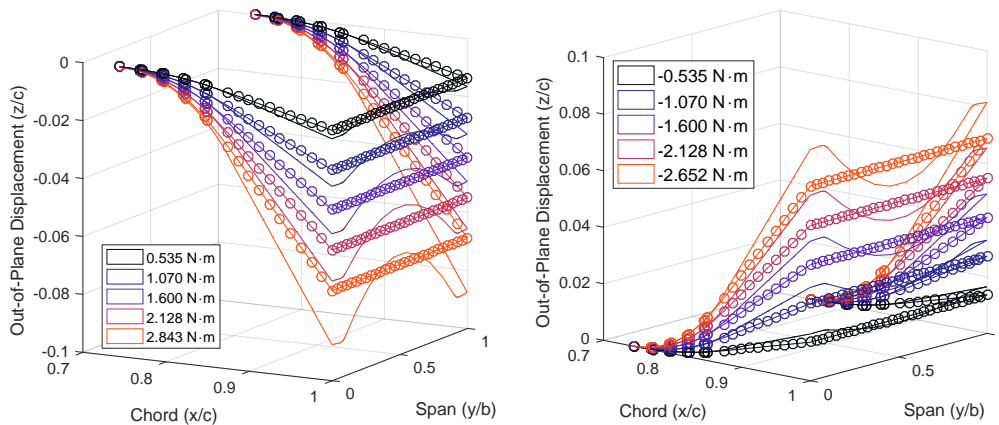 0
-0.02
-0.04
-0.06
-0.08
-0.1
Out-of-Plane Displacement (z/c)
0.7
0.8
0.9
1
Chord (x/c)
0
0.5
1
Span (y/b)
0.535 N·m
1.070 N·m
1.600 N·m
2.128 N·m
2.843 N·m
0.1
0.08
0.06
0.04
0.02
0
Out-of-Plane Displacement (z/c)
0.7
0.8
0.9
1
Chord (x/c)
0
0.5
Span (y/b)
-0.535 N·m
-1.070 N·m
-1.600 N·m
-2.128 N·m
-2.652 N·m